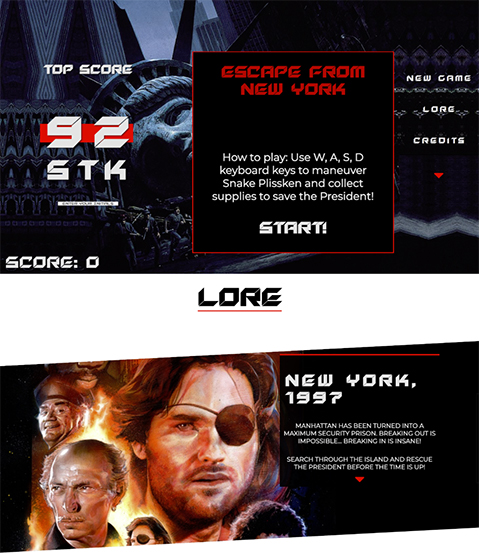 TOP SCORE
92
STK
ENTER YOUR INITIALS
SCORE: 0
ESCAPE FROM
NEW YORK
How to play: Use W, A, S, D
keyboard keys to maneuver
Snake Plissken and collect
supplies to save the President!
START!
NEW GAME
LORE
CREDITS
LORE
NEW YORK,
1997
MANHATTAN HAS BEEN TURNED INTO A
MAXIMUM SECURITY PRISON. BREAKING OUT IS
IMPOSSIBLE... BREAKING IN IS INSANE!
SEARCH THROUGH THE ISLAND AND RESCUE
THE PRESIDENT BEFORE THE TIME IS UP!